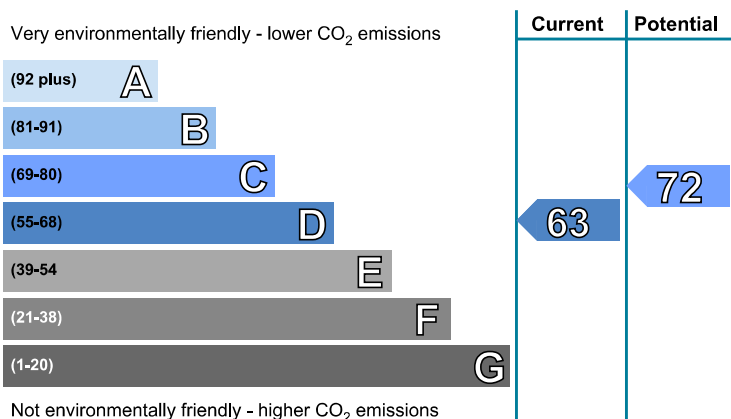 Current Potential
Very environmentally friendly - lower CO2 emissions
(92 plus) A
(81-91) B
(69-80) C
72
(55-68) D
63
(39-54 E
(21-38) F
(1-20) G
Not environmentally friendly - higher CO2 emissions